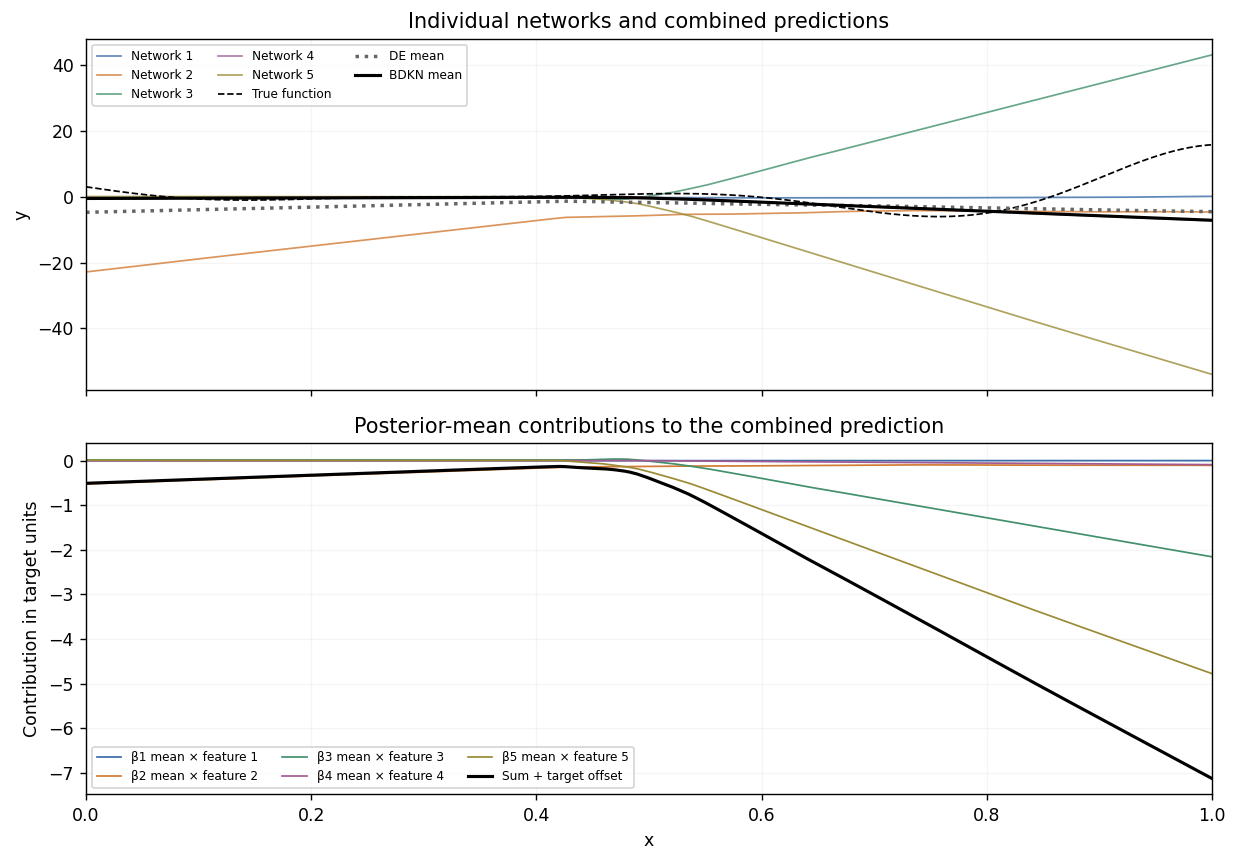 Individual networks and combined predictions
Network 1
Network 2
Network 3
Network 4
Network 5
True function
DE mean
BDKN mean
40
20
0
−20
−40
y
Posterior-mean contributions to the combined prediction
0
−1
−2
−3
−4
−5
−6
−7
Contribution in target units
β1 mean × feature 1
β2 mean × feature 2
β3 mean × feature 3
β4 mean × feature 4
β5 mean × feature 5
Sum + target offset
0.0 0.2 0.4 0.6 0.8 1.0
x